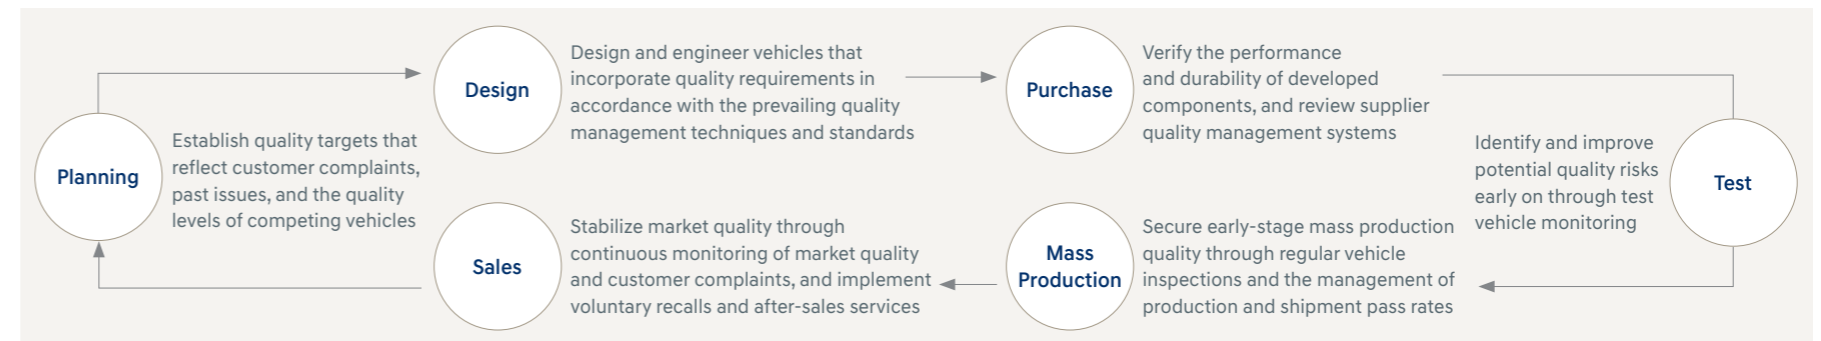 Planning
Establish quality targets that
reflect customer complaints,
past issues, and the quality
levels of competing vehicles
Design
Design and engineer vehicles that
incorporate quality requirements in
accordance with the prevailing quality
management techniques and standards
Purchase
Verify the performance
and durability of developed
components, and review supplier
quality management systems
Test
Identify and improve
potential quality risks
early on through test
vehicle monitoring
Mass
Production
Secure early-stage mass production
quality through regular vehicle
inspections and the management of
production and shipment pass rates
Sales
Stabilize market quality through
continuous monitoring of market quality
and customer complaints, and implement
voluntary recalls and after-sales services